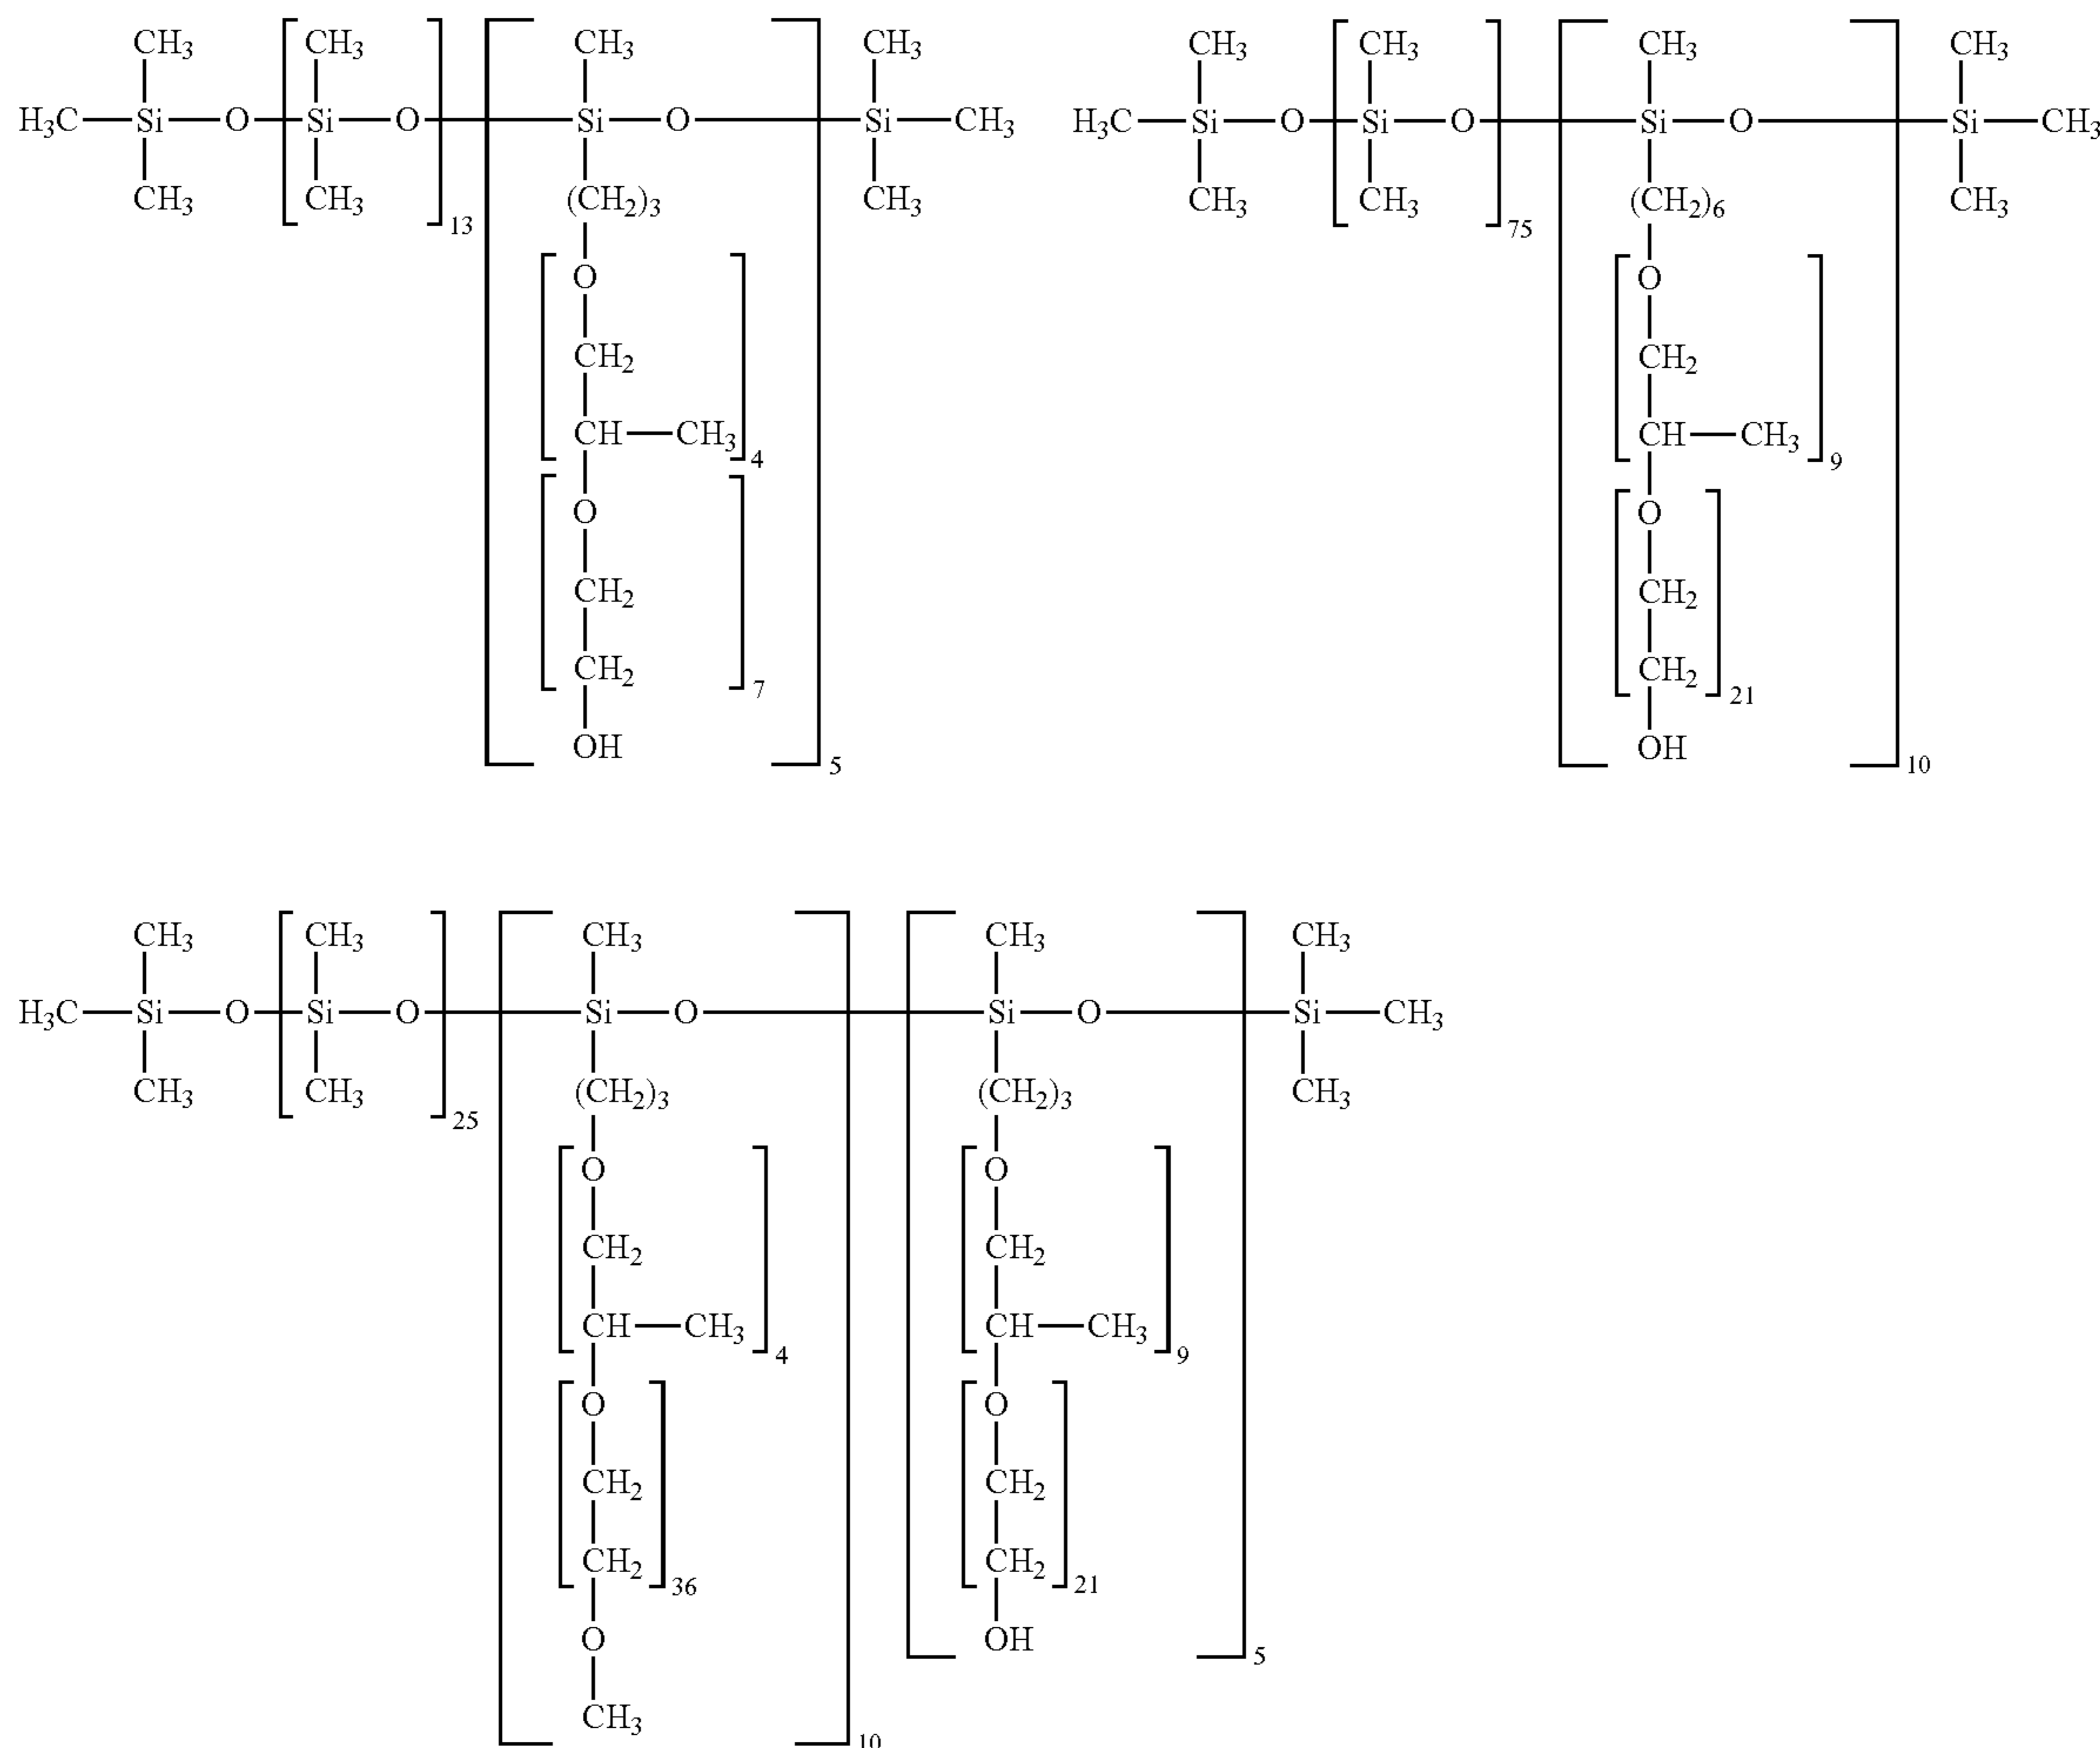 CH3 CH3 CH3 CH3 CH3 CH3 CH3 CH3
H3C Si O Si O Si O Si CH3 H3C Si O Si O Si O Si CH3
CH3 CH3 (CH2)3 CH3 CH3 CH3 (CH2)6 CH3
13 75
O O
CH2 CH2
CH CH3 CH CH3
4 9
O O
CH2 CH2
CH2 CH2
7 21
OH OH
5 10
CH3 CH3 CH3 CH3 CH3
H3C Si O Si O Si O Si O Si CH3
CH3 CH3 (CH2)3 (CH2)3 CH3
25
O O
CH2 CH2
CH CH3 CH CH3
4 9
O O
CH2 CH2
CH2 CH2
36 21
O OH
5
CH3
10